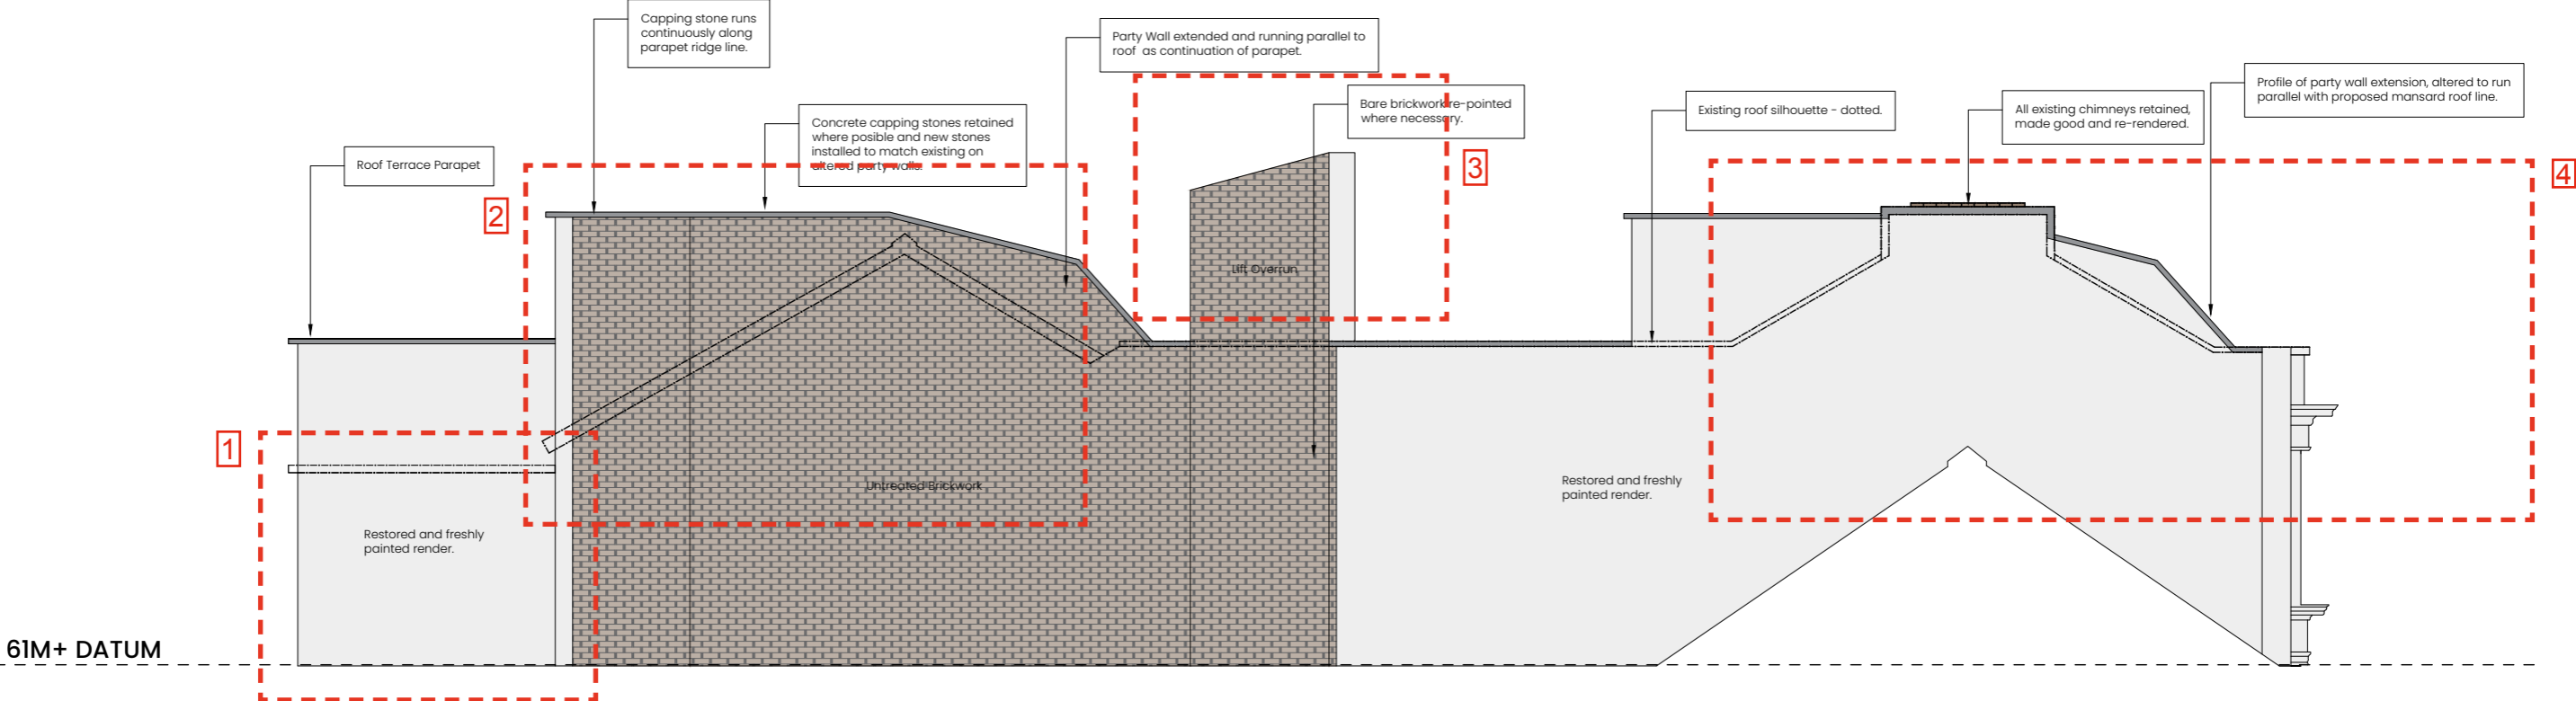 Capping stone runs
continuously along
parapet ridge line.
Party Wall extended and running parallel to
roof as continuation of parapet.
Profile of party wall extension, altered to run
parallel with proposed mansard roof line.
Bare brickwork re-pointed
where necessary.
Existing roof silhouette - dotted.
All existing chimneys retained,
made good and re-rendered.
Concrete capping stones retained
where posible and new stones
installed to match existing on
altered party walls.
Roof Terrace Parapet
3
4
2
Lift Overrun
1
Untreated Brickwork
Restored and freshly
painted render.
Restored and freshly
painted render.
61M+ DATUM